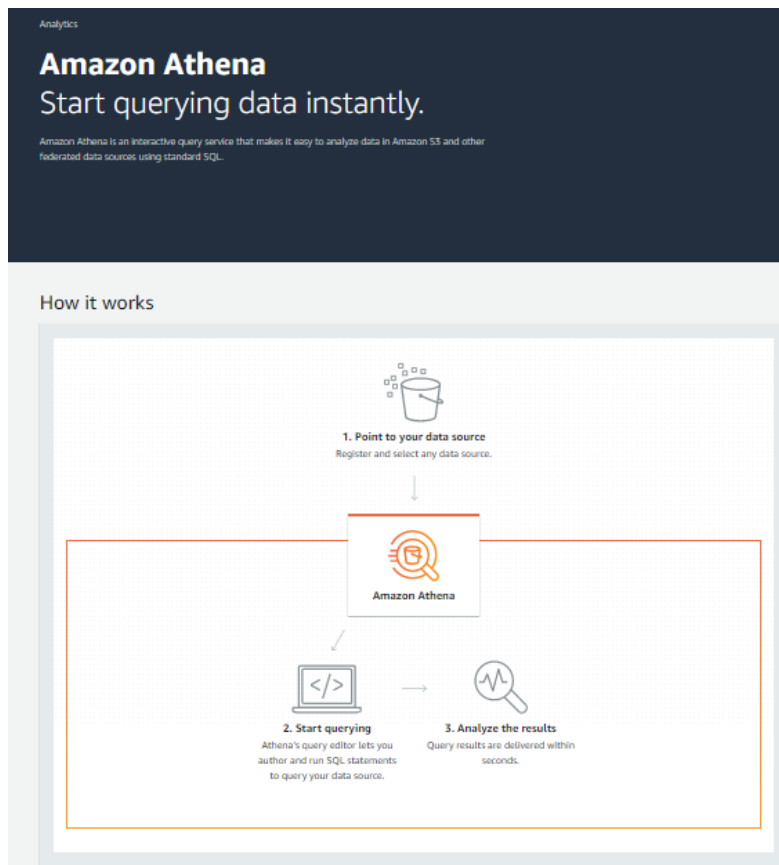 Analytics
Amazon Athena
Start querying data instantly.
Amazon Athena is an interactive query service that makes it easy to analyze data in Amazon S3 and other
federated data sources using standard SQL.
How it works
1. Point to your data source
Register and select any data source.
Amazon Athena
</>
2. Start querying
Athena's query editor lets you
author and run SQL statements
to query your data source.
3. Analyze the results
Query results are delivered within
seconds.